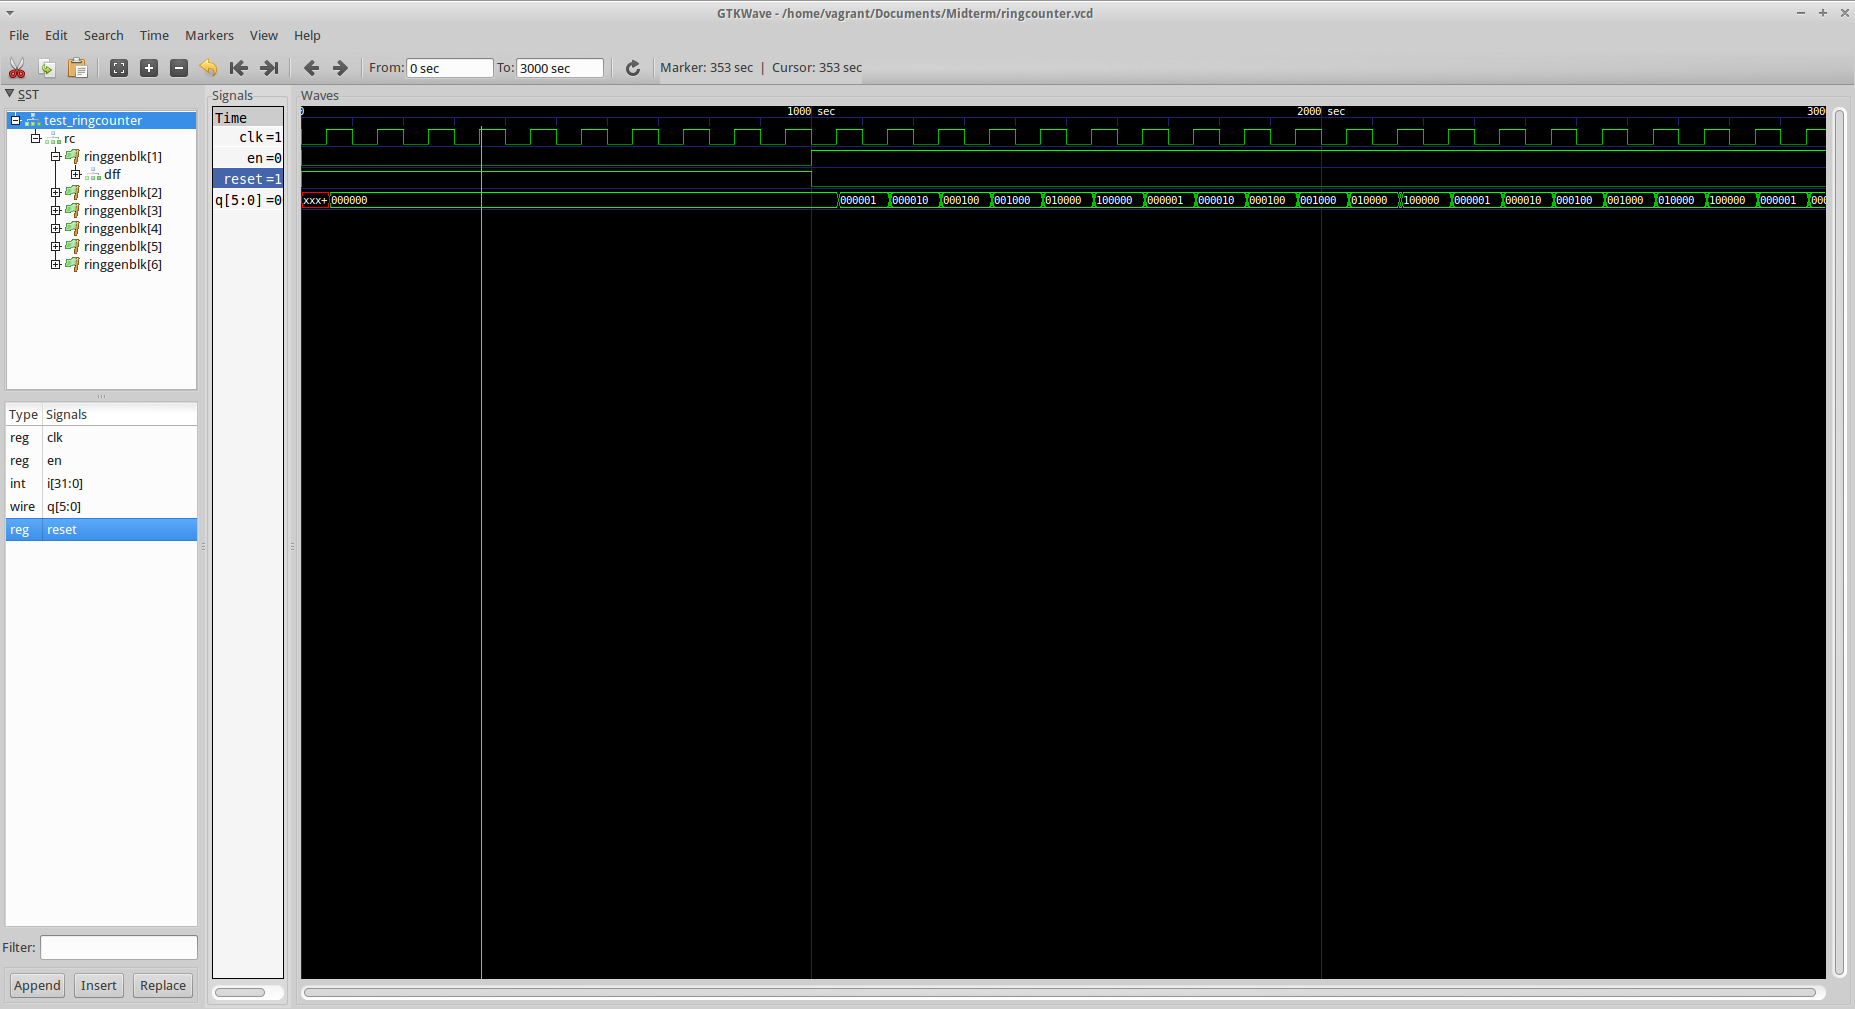 GTKWave - /home/vagrant/Documents/Midterm/ringcounter.vcd
File Edit Search Time Markers View Help
From: 0 sec To: 3000 sec Marker: 353 sec | Cursor: 353 sec
SST
test_ringcounter
rc
ringgenblk[1]
dff
ringgenblk[2]
ringgenblk[3]
ringgenblk[4]
ringgenblk[5]
ringgenblk[6]
Type Signals
reg clk
reg en
int i[31:0]
wire q[5:0]
reg reset
Filter:
Append Insert Replace
Signals
Time
clk =1
en =0
reset =1
q[5:0] =0
Waves
0 1000 sec 2000 sec 300
xxx+ 000000 000001 000010 000100 001000 010000 100000 000001 000010 000100 001000 010000 100000 000001 000010 000100 001000 010000 100000 000001 000